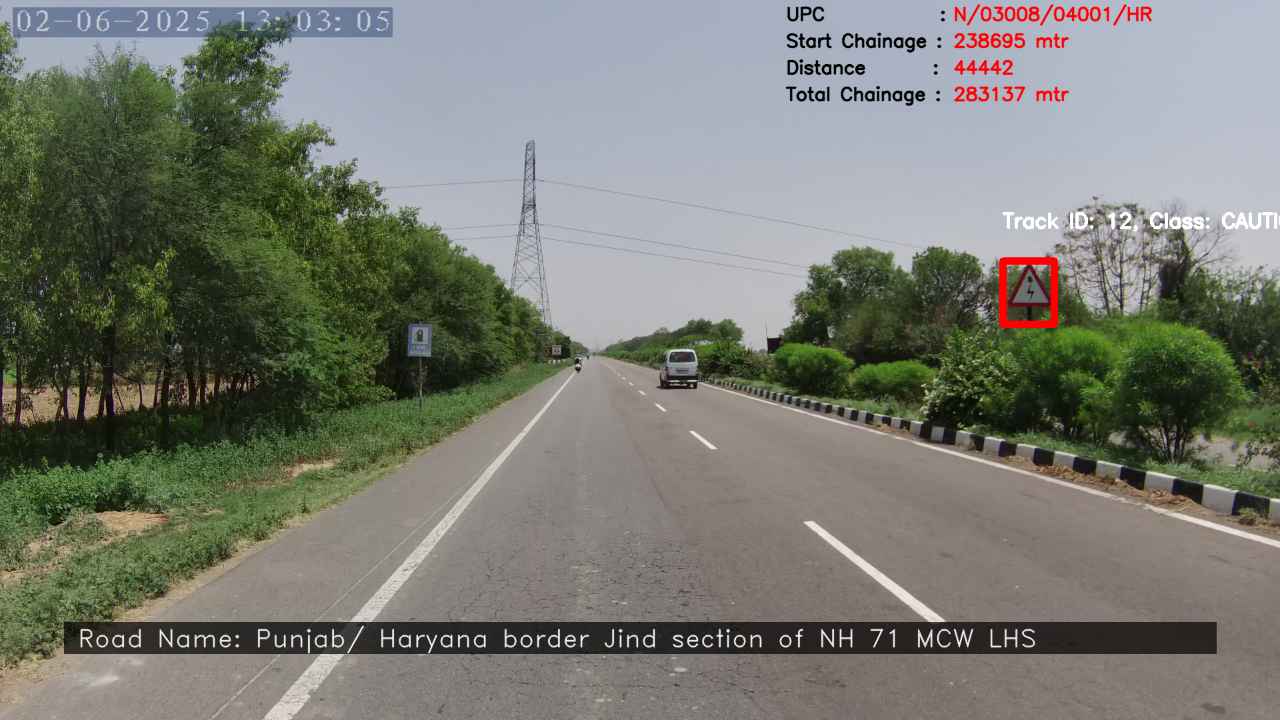 02-06-2025 13:03:05
UPC : N/03008/04001/HR
Start Chainage : 238695 mtr
Distance : 44442
Total Chainage : 283137 mtr
Track ID: 12, Class: CAUTI
Road Name: Punjab/ Haryana border Jind section of NH 71 MCW LHS